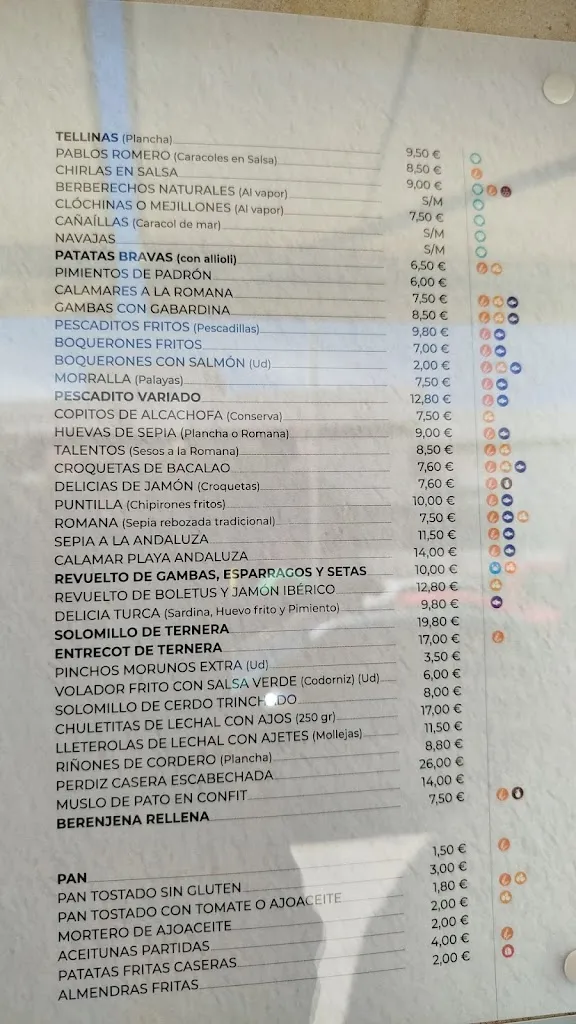 TELLINAS (Plancha) 9,50 €
PABLOS ROMERO (Caracoles en Salsa) 8,50 €
CHIRLAS EN SALSA 9,00 €
BERBERECHOS NATURALES (Al vapor) S/M
CLÓCHINAS O MEJILLONES (Al vapor) 7,50 €
CAÑAÍLLAS (Caracol de mar) S/M
NAVAJAS S/M
PATATAS BRAVAS (con allioli) 6,50 €
PIMIENTOS DE PADRÓN 6,00 €
CALAMARES A LA ROMANA 7,50 €
GAMBAS CON GABARDINA 8,50 €
PESCADITOS FRITOS (Pescadillas) 9,80 €
BOQUERONES FRITOS 7,00 €
BOQUERONES CON SALMÓN (Ud) 2,00 €
MORRALLA (Palayas) 7,50 €
PESCADITO VARIADO 12,80 €
COPITOS DE ALCACHOFA (Conserva) 7,50 €
HUEVAS DE SEPIA (Plancha o Romana) 9,00 €
TALENTOS (Sesos a la Romana) 8,50 €
CROQUETAS DE BACALAO 7,60 €
DELICIAS DE JAMÓN (Croquetas) 7,60 €
PUNTILLA (Chipirones fritos) 10,00 €
ROMANA (Sepia rebozada tradicional) 7,50 €
SEPIA A LA ANDALUZA 11,50 €
CALAMAR PLAYA ANDALUZA 14,00 €
REVUELTO DE GAMBAS, ESPARRAGOS Y SETAS 10,00 €
REVUELTO DE BOLETUS Y JAMÓN IBÉRICO 12,80 €
DELICIA TURCA (Sardina, Huevo frito y Pimiento) 9,80 €
SOLOMILLO DE TERNERA 19,80 €
ENTRECOT DE TERNERA 17,00 €
PINCHOS MORUNOS EXTRA (Ud) 3,50 €
VOLADOR FRITO CON SALSA VERDE (Codorniz) (Ud) 6,00 €
SOLOMILLO DE CERDO TRINCHADO 8,00 €
CHULETITAS DE LECHAL CON AJOS (250 gr) 17,00 €
LLETEROLAS DE LECHAL CON AJETES (Mollejas) 11,50 €
RIÑONES DE CORDERO (Plancha) 8,80 €
PERDIZ CASERA ESCABECHADA 26,00 €
MUSLO DE PATO EN CONFIT 14,00 €
BERENJENA RELLENA 7,50 €
PAN 1,50 €
PAN TOSTADO SIN GLUTEN 3,00 €
PAN TOSTADO CON TOMATE O AJOACEITE 1,80 €
MORTERO DE AJOACEITE 2,00 €
ACEITUNAS PARTIDAS 2,00 €
PATATAS FRITAS CASERAS 4,00 €
ALMENDRAS FRITAS 2,00 €